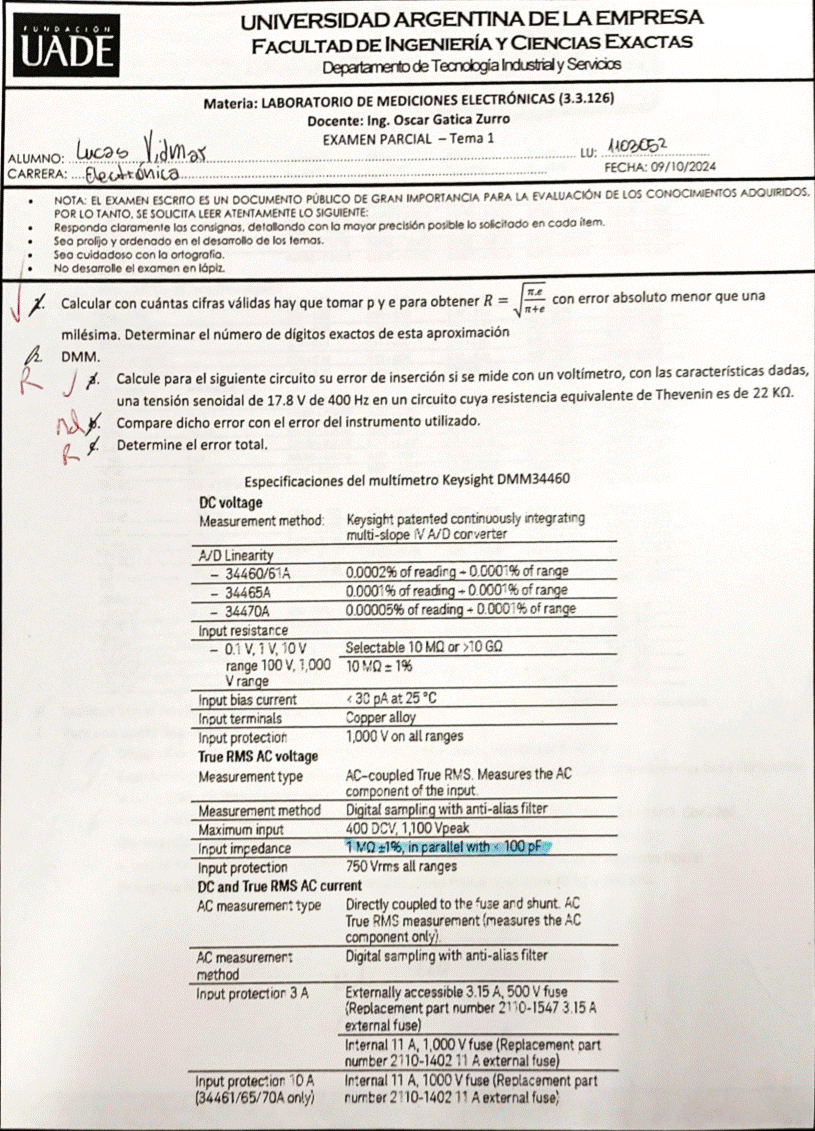 FUNDACIÓN
UADE
UNIVERSIDAD ARGENTINA DE LA EMPRESA
FACULTAD DE INGENIERÍA Y CIENCIAS EXACTAS
Departamento de Tecnología Industrial y Servicios
Materia: LABORATORIO DE MEDICIONES ELECTRÓNICAS (3.3.126)
Docente: Ing. Oscar Gatica Zurro
EXAMEN PARCIAL – Tema 1
ALUMNO: Lucas Vidmar LU: 1103052
CARRERA: Electrónica FECHA: 09/10/2024
• NOTA: EL EXAMEN ESCRITO ES UN DOCUMENTO PÚBLICO DE GRAN IMPORTANCIA PARA LA EVALUACIÓN DE LOS CONOCIMIENTOS ADQUIRIDOS.
POR LO TANTO, SE SOLICITA LEER ATENTAMENTE LO SIGUIENTE:
• Responda claramente las consignas, detallando con la mayor precisión posible lo solicitado en cada ítem.
• Sea prolijo y ordenado en el desarrollo de los temas.
• Sea cuidadoso con la ortografía.
• No desarrolle el examen en lápiz.
1. Calcular con cuántas cifras válidas hay que tomar p y e para obtener R = √(π.e / π+e) con error absoluto menor que una
milésima. Determinar el número de dígitos exactos de esta aproximación
2. DMM.
R a. Calcule para el siguiente circuito su error de inserción si se mide con un voltímetro, con las características dadas,
una tensión senoidal de 17.8 V de 400 Hz en un circuito cuya resistencia equivalente de Thevenin es de 22 KΩ.
b. Compare dicho error con el error del instrumento utilizado.
R c. Determine el error total.
Especificaciones del multímetro Keysight DMM34460
DC voltage
Measurement method: Keysight patented continuously integrating
multi-slope IV A/D converter
A/D Linearity
– 34460/61A 0.0002% of reading + 0.0001% of range
– 34465A 0.0001% of reading + 0.0001% of range
– 34470A 0.00005% of reading + 0.0001% of range
Input resistance
– 0.1 V, 1 V, 10 V Selectable 10 MΩ or >10 GΩ
range 100 V, 1,000 10 MΩ ± 1%
V range
Input bias current < 30 pA at 25 °C
Input terminals Copper alloy
Input protection 1,000 V on all ranges
True RMS AC voltage
Measurement type AC-coupled True RMS. Measures the AC
component of the input.
Measurement method Digital sampling with anti-alias filter
Maximum input 400 DCV, 1,100 Vpeak
Input impedance 1 MΩ ±1%, in parallel with < 100 pF
Input protection 750 Vrms all ranges
DC and True RMS AC current
AC measurement type Directly coupled to the fuse and shunt. AC
True RMS measurement (measures the AC
component only).
AC measurement Digital sampling with anti-alias filter
method
Input protection 3 A Externally accessible 3.15 A, 500 V fuse
(Replacement part number 2110-1547 3.15 A
external fuse)
Internal 11 A, 1,000 V fuse (Replacement part
number 2110-1402 11 A external fuse)
Input protection 10 A Internal 11 A, 1000 V fuse (Replacement part
(34461/65/70A only) number 2110-1402 11 A external fuse)